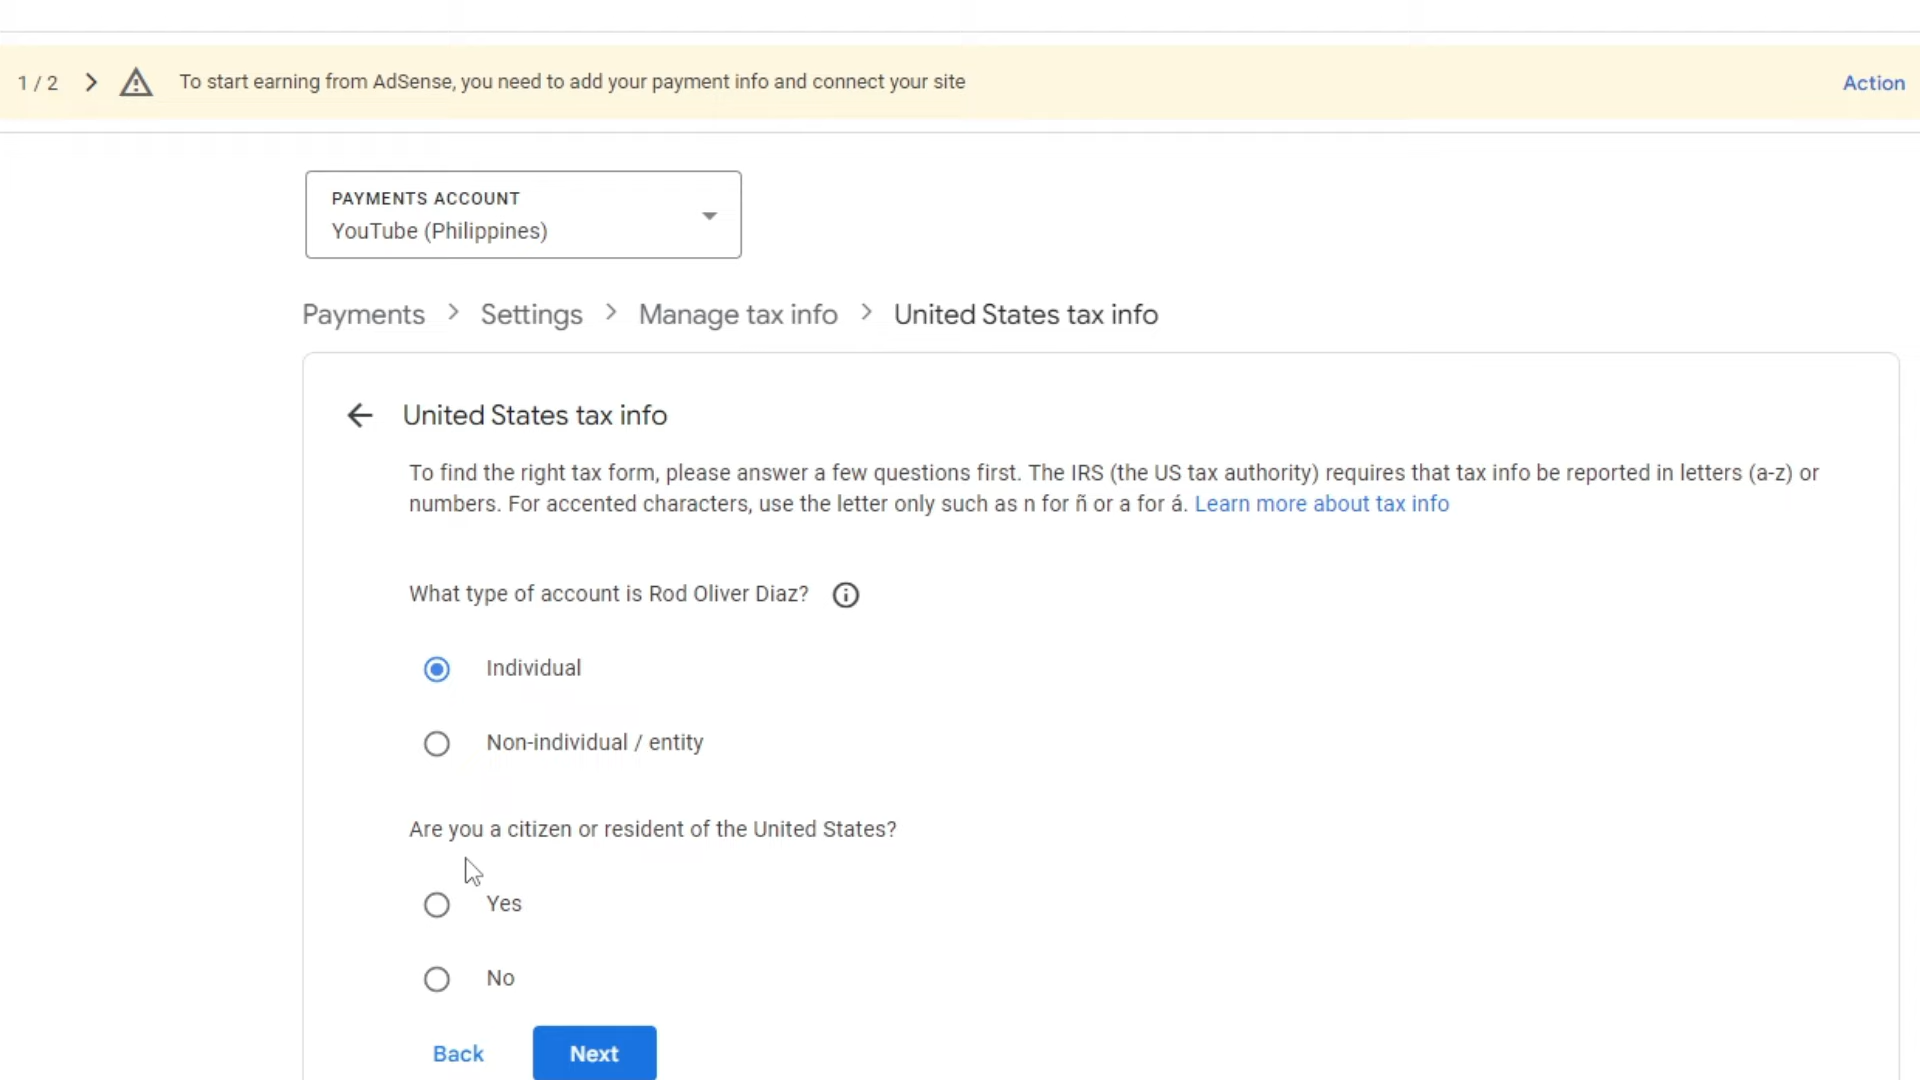 1 / 2 To start earning from AdSense, you need to add your payment info and connect your site Action
PAYMENTS ACCOUNT
YouTube (Philippines)
Payments > Settings > Manage tax info > United States tax info
United States tax info
To find the right tax form, please answer a few questions first. The IRS (the US tax authority) requires that tax info be reported in letters (a-z) or
numbers. For accented characters, use the letter only such as n for ñ or a for á. Learn more about tax info
What type of account is Rod Oliver Diaz?
Individual
Non-individual / entity
Are you a citizen or resident of the United States?
Yes
No
Back Next